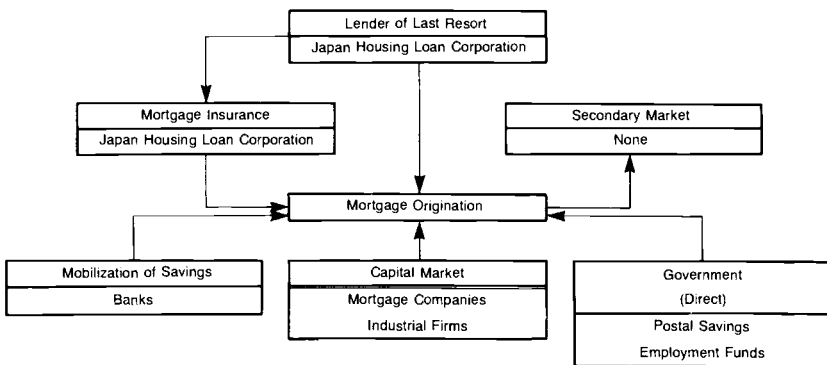 Lender of Last Resort
Japan Housing Loan Corporation
Mortgage Insurance
Japan Housing Loan Corporation
Secondary Market
None
Mortgage Origination
Mobilization of Savings
Banks
Capital Market
Mortgage Companies
Industrial Firms
Government
(Direct)
Postal Savings
Employment Funds